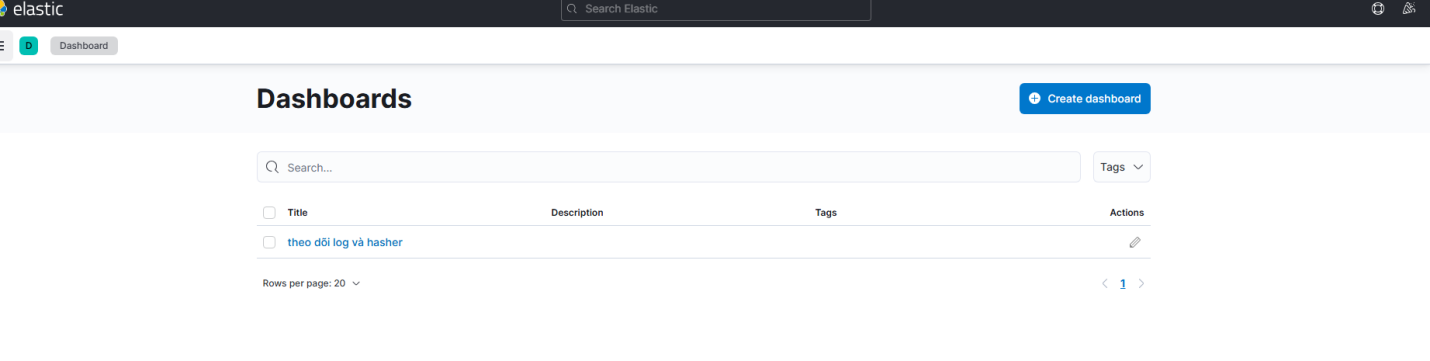 elastic
Search Elastic
D
Dashboard
Dashboards
Create dashboard
Search...
Tags
Title Description Tags Actions
theo dõi log và hasher
Rows per page: 20
1